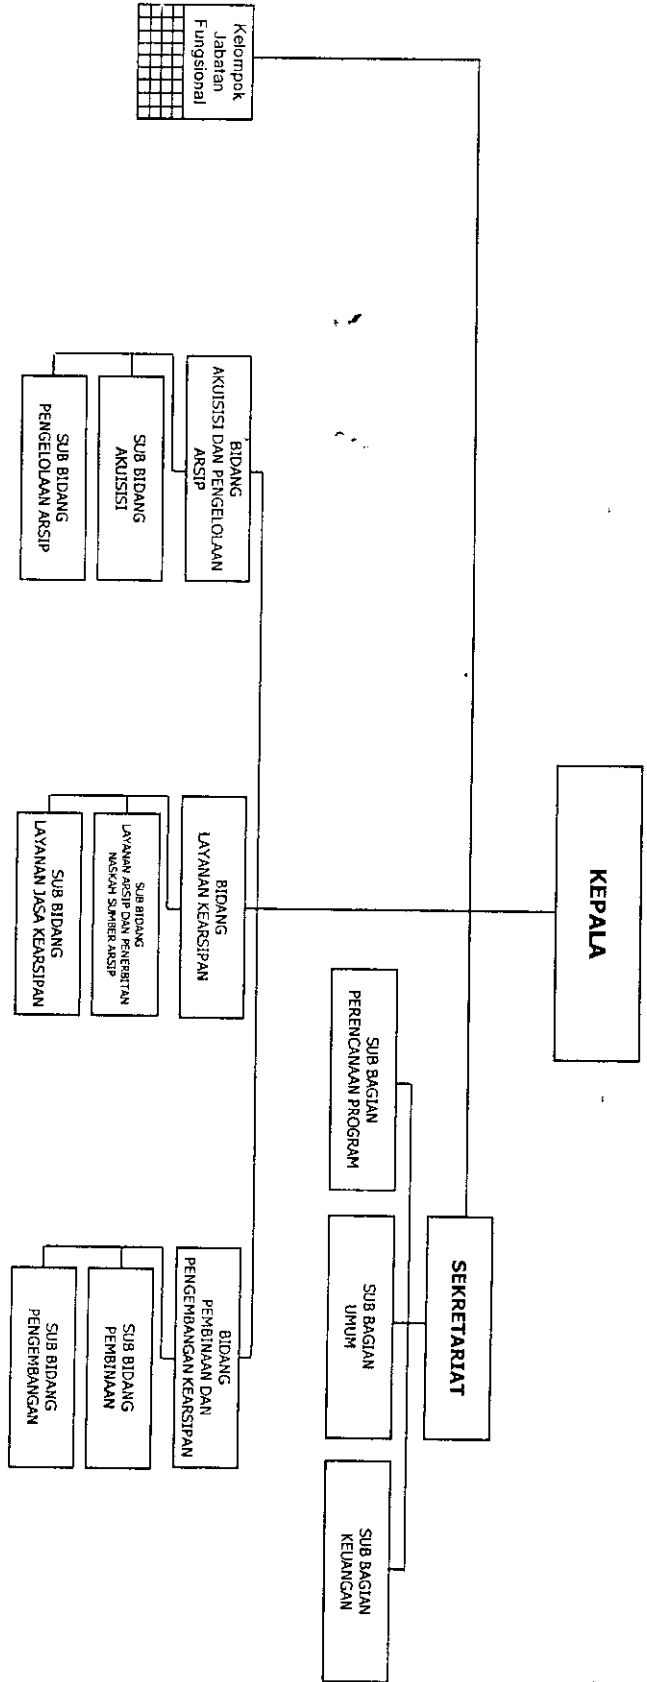 KEPALA
SEKRETARIAT
SUB BAGIAN
PERENCANAAN PROGRAM
SUB BAGIAN
UMUM
SUB BAGIAN
KEUANGAN
Kelompok
Jabatan
Fungsional
BIDANG
AKUISISI DAN PENGELOLAAN
ARSIP
SUB BIDANG
AKUISISI
SUB BIDANG
PENGELOLAAN ARSIP
BIDANG
LAYANAN KEARSIPAN
SUB BIDANG
LAYANAN ARSIP DAN PENERBITAN
NASKAH SUMBER ARSIP
SUB BIDANG
LAYANAN JASA KEARSIPAN
BIDANG
PEMBINAAN DAN
PENGEMBANGAN KEARSIPAN
SUB BIDANG
PEMBINAAN
SUB BIDANG
PENGEMBANGAN